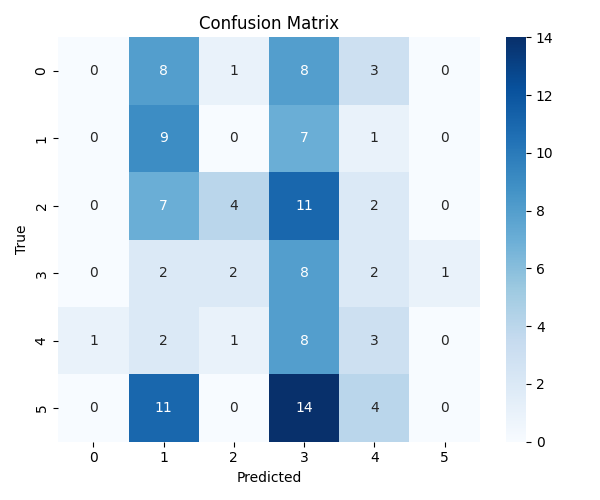 Confusion Matrix
14
0 0 8 1 8 3 0
12
1 0 9 0 7 1 0
10
2 0 7 4 11 2 0
8
True
3 0 2 2 8 2 1
6
4 1 2 1 8 3 0
4
5 0 11 0 14 4 0
2
0
0 1 2 3 4 5
Predicted